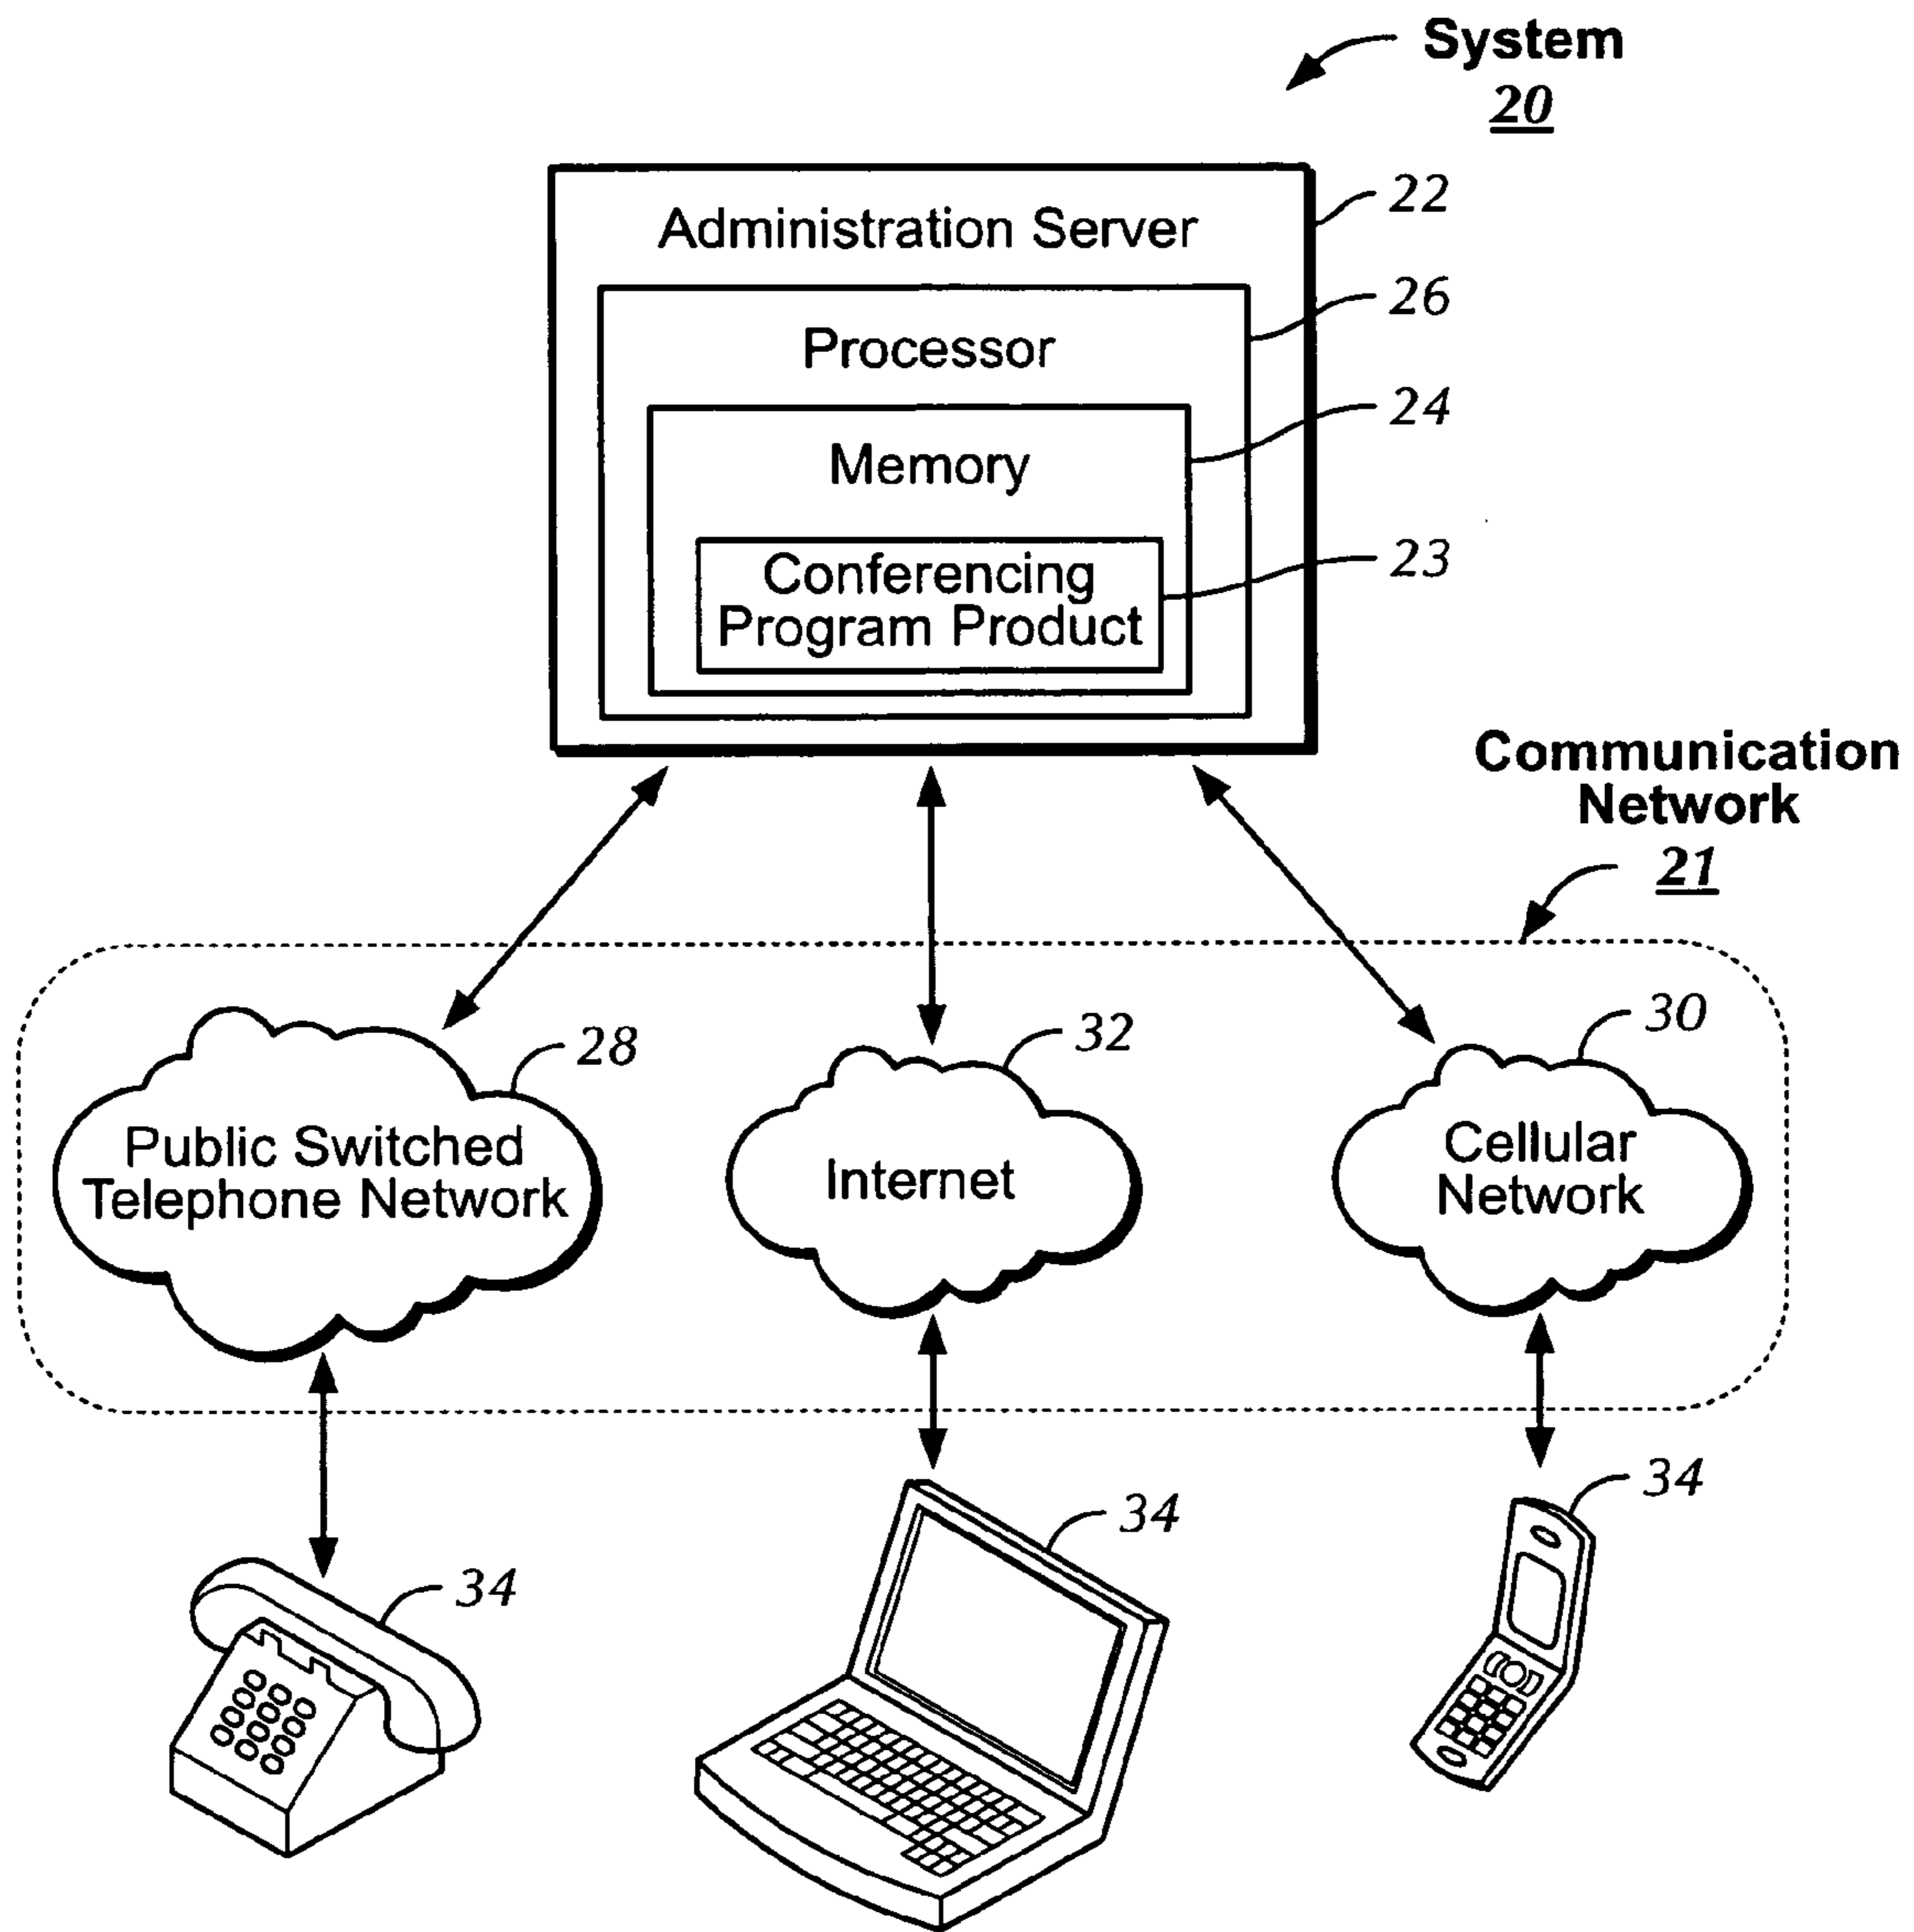 System
20
22
Administration Server
26
Processor
24
Memory
23
Conferencing
Program Product
Communication
Network
21
28
32
30
Public Switched
Telephone Network
Internet
Cellular
Network
34
34
34